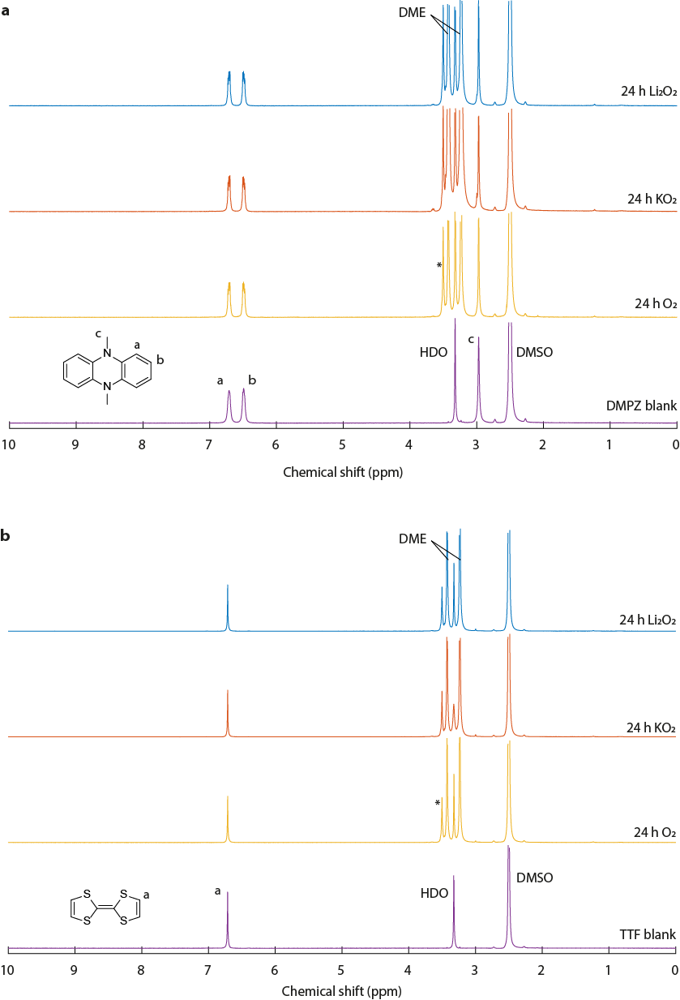 a
DME
24 h Li₂O₂
24 h KO₂
*
24 h O₂
c
N
a
b
N
a
b
HDO
c
DMSO
DMPZ blank
10 9 8 7 6 5 4 3 2 1 0
Chemical shift (ppm)
b
DME
24 h Li₂O₂
24 h KO₂
*
24 h O₂
S S a
S S
a
HDO
DMSO
TTF blank
10 9 8 7 6 5 4 3 2 1 0
Chemical shift (ppm)